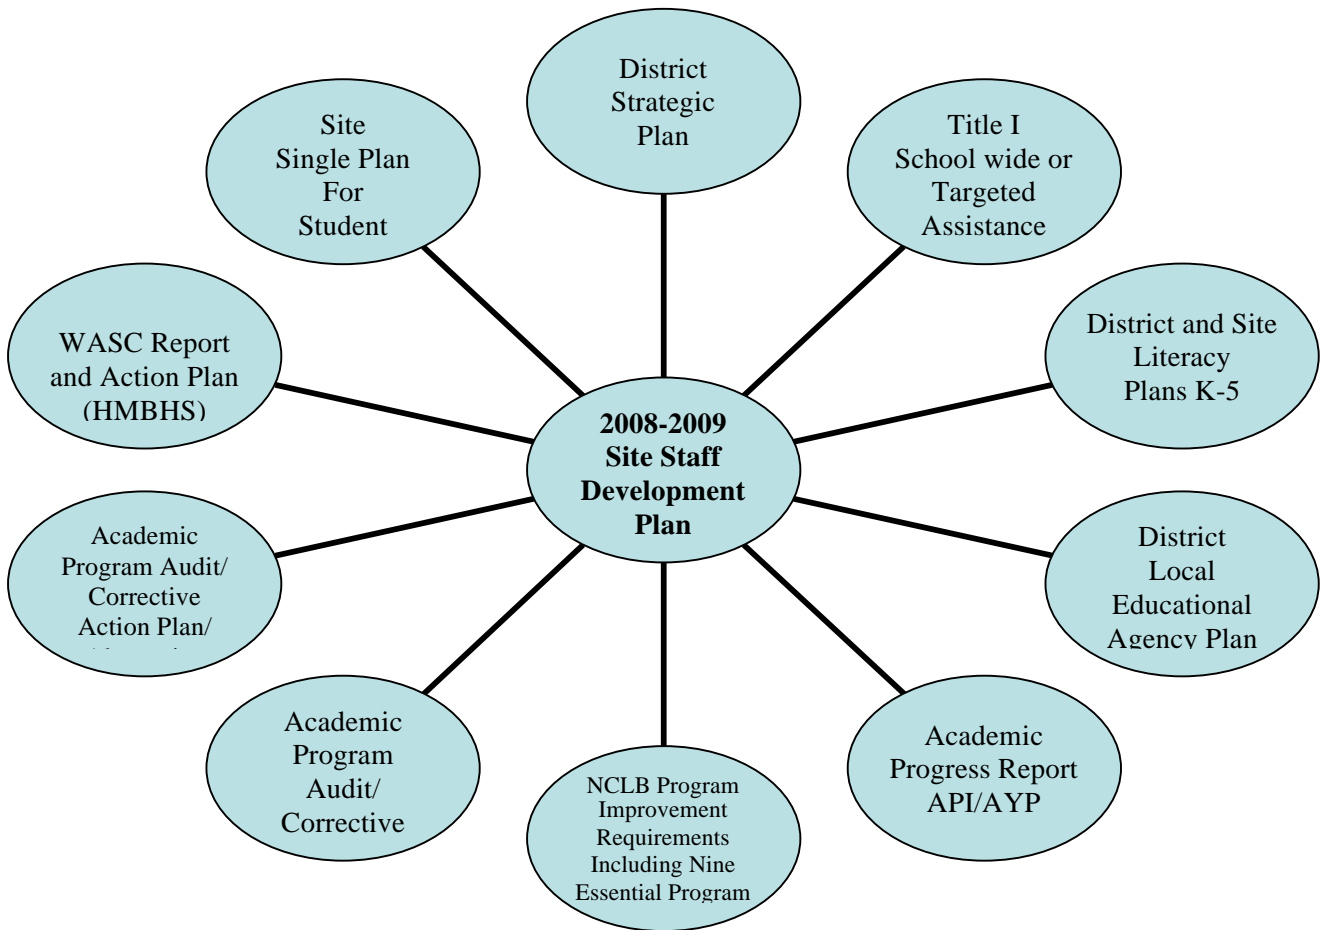 District
Strategic
Plan
Site
Single Plan
For
Student
Title I
School wide or
Targeted
Assistance
WASC Report
and Action Plan
(HMBHS)
District and Site
Literacy
Plans K-5
2008-2009
Site Staff
Development
Plan
Academic
Program Audit/
Corrective
Action Plan/
District
Local
Educational
Agency Plan
Academic
Program
Audit/
Corrective
NCLB Program
Improvement
Requirements
Including Nine
Essential Program
Academic
Progress Report
API/AYP